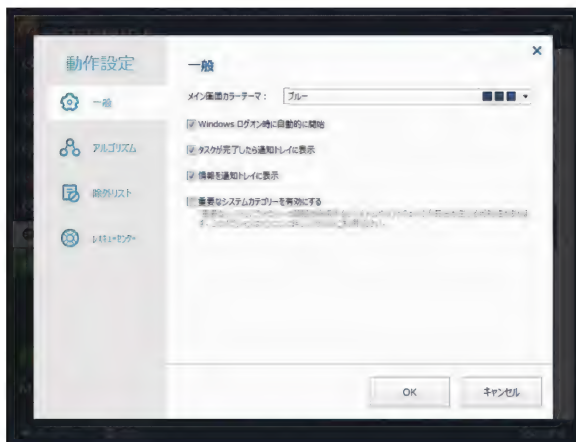 動作設定
一般
アルゴリズム
除外リスト
レスキューセンター
一般
メイン画面カラーテーマ:
ブルー
Windows ログオン時に自動的に開始
タスクが完了したら通知トレイに表示
情報を通知トレイに表示
重要なシステムカテゴリーを有効にする
OK
キャンセル